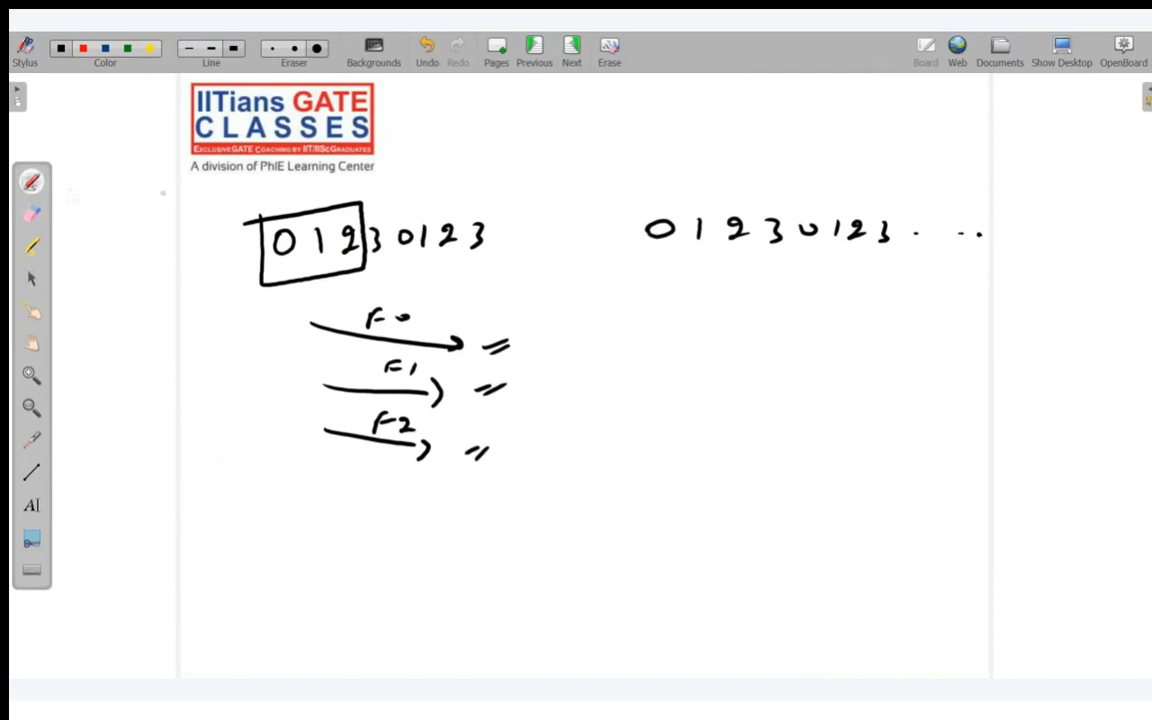 Stylus
Color
Line
Eraser
Backgrounds
Undo
Redo
Pages
Previous
Next
Erase
Board
Web
Documents
Show Desktop
OpenBoard
IITians GATE
CLASSES
EXCLUSIVE GATE COACHING BY IIT/IISc GRADUATES
A division of PhIE Learning Center
0 1 2 3 0 1 2 3
0 1 2 3 0 1 2 3 . . . .
F0
F1
F2
AI